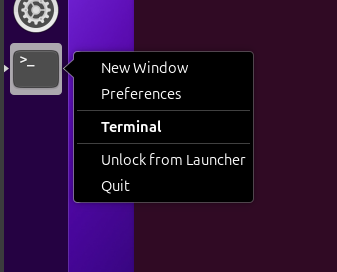 >_
New Window
Preferences
Terminal
Unlock from Launcher
Quit